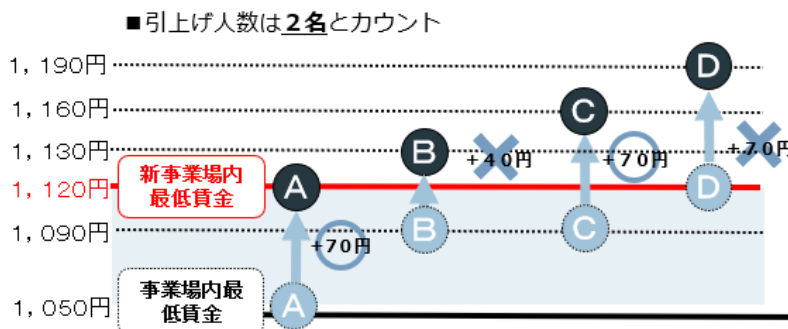 ■引上げ人数は2名とカウント
1,190円
D
1,160円
C
1,130円
B
+40円
+70円
+70円
新事業場内
最低賃金
1,120円
A
D
1,090円
B
C
+70円
事業場内最
低賃金
1,050円
A